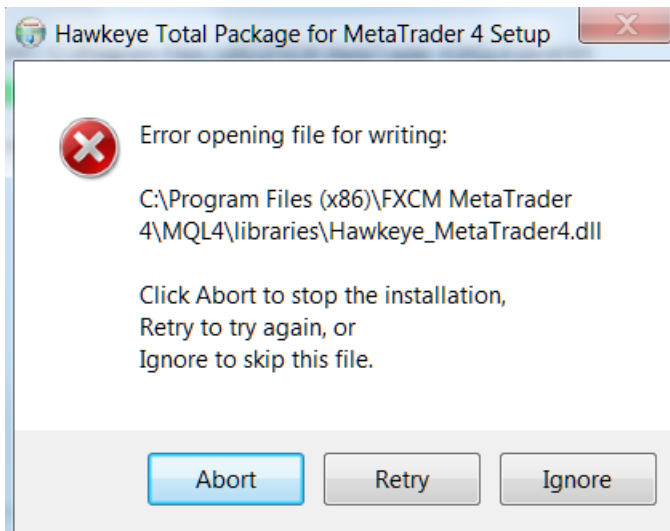 Hawkeye Total Package for MetaTrader 4 Setup
Error opening file for writing:
C:\Program Files (x86)\FXCM MetaTrader
4\MQL4\libraries\Hawkeye_MetaTrader4.dll
Click Abort to stop the installation,
Retry to try again, or
Ignore to skip this file.
Abort
Retry
Ignore